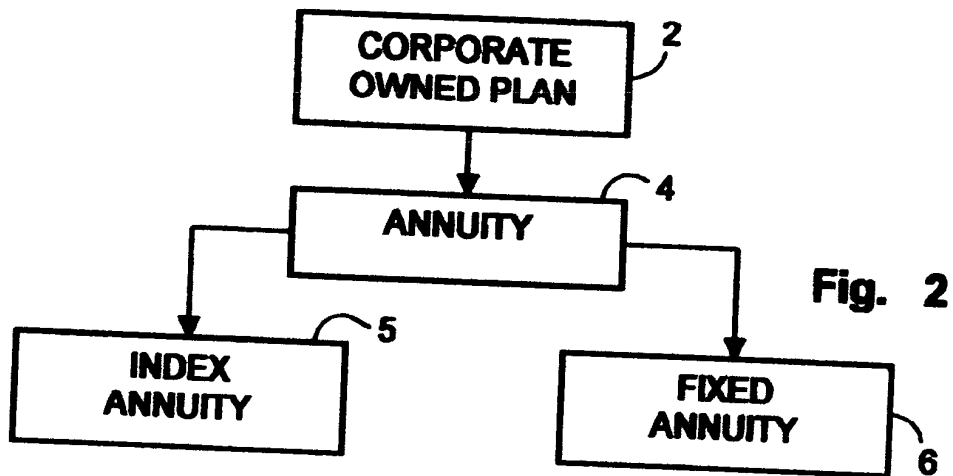 CORPORATE
OWNED PLAN
2
ANNUITY
4
Fig. 2
INDEX
ANNUITY
5
FIXED
ANNUITY
6